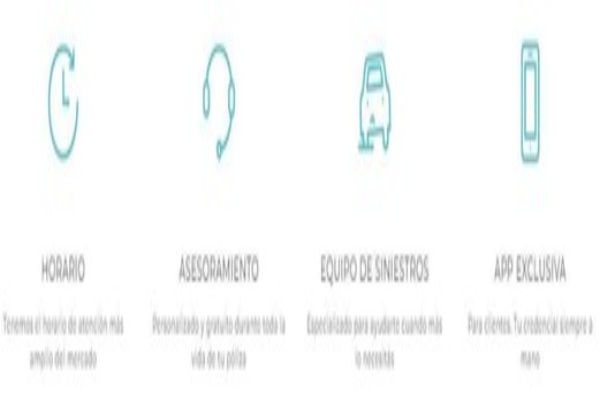 HORARIO
Tenemos el horario de atención más
amplio del mercado
ASESORAMIENTO
Personalizado y gratuito durante toda la
vida de tu póliza
EQUIPO DE SINIESTROS
Especializado para ayudarte cuando más
lo necesitás
APP EXCLUSIVA
Para clientes. Tu credencial siempre a
mano